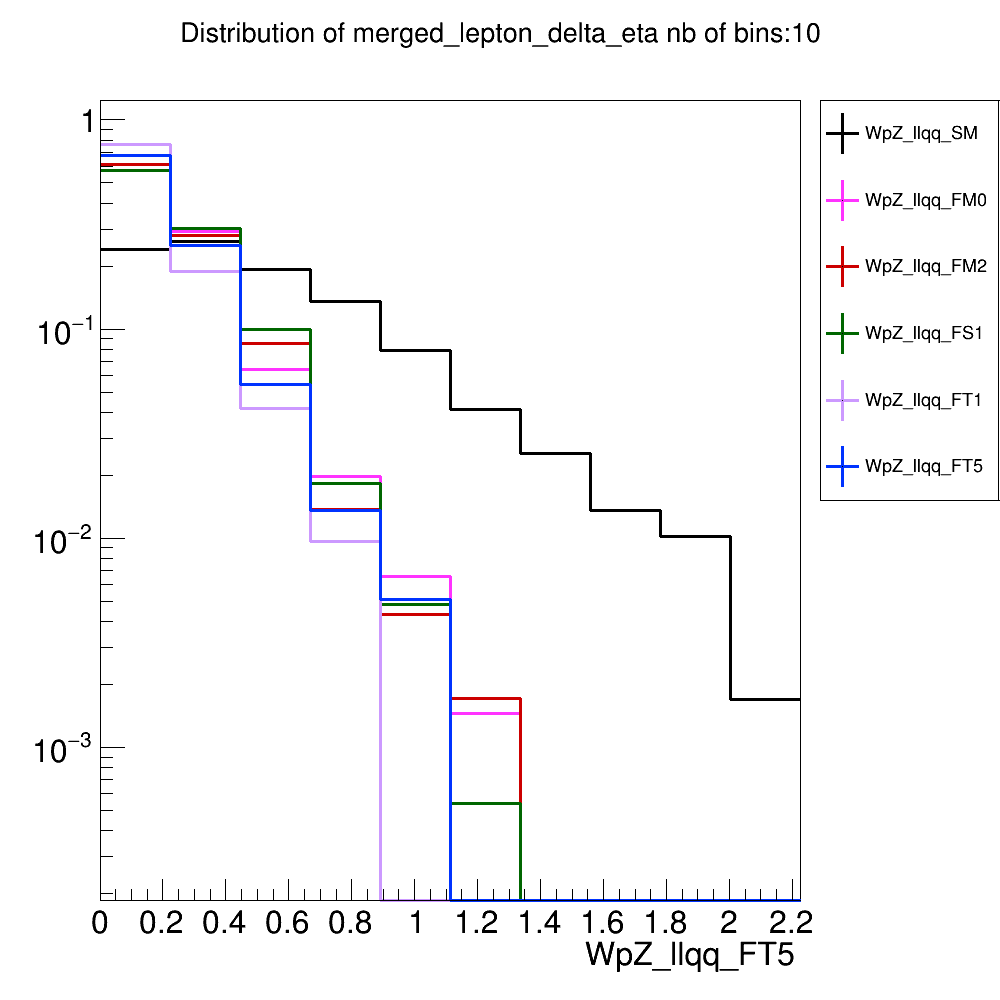 Distribution of merged_lepton_delta_eta nb of bins:10
1
10⁻¹
10⁻²
10⁻³
0 0.2 0.4 0.6 0.8 1 1.2 1.4 1.6 1.8 2 2.2
WpZ_llqq_FT5
WpZ_llqq_SM
WpZ_llqq_FM0
WpZ_llqq_FM2
WpZ_llqq_FS1
WpZ_llqq_FT1
WpZ_llqq_FT5